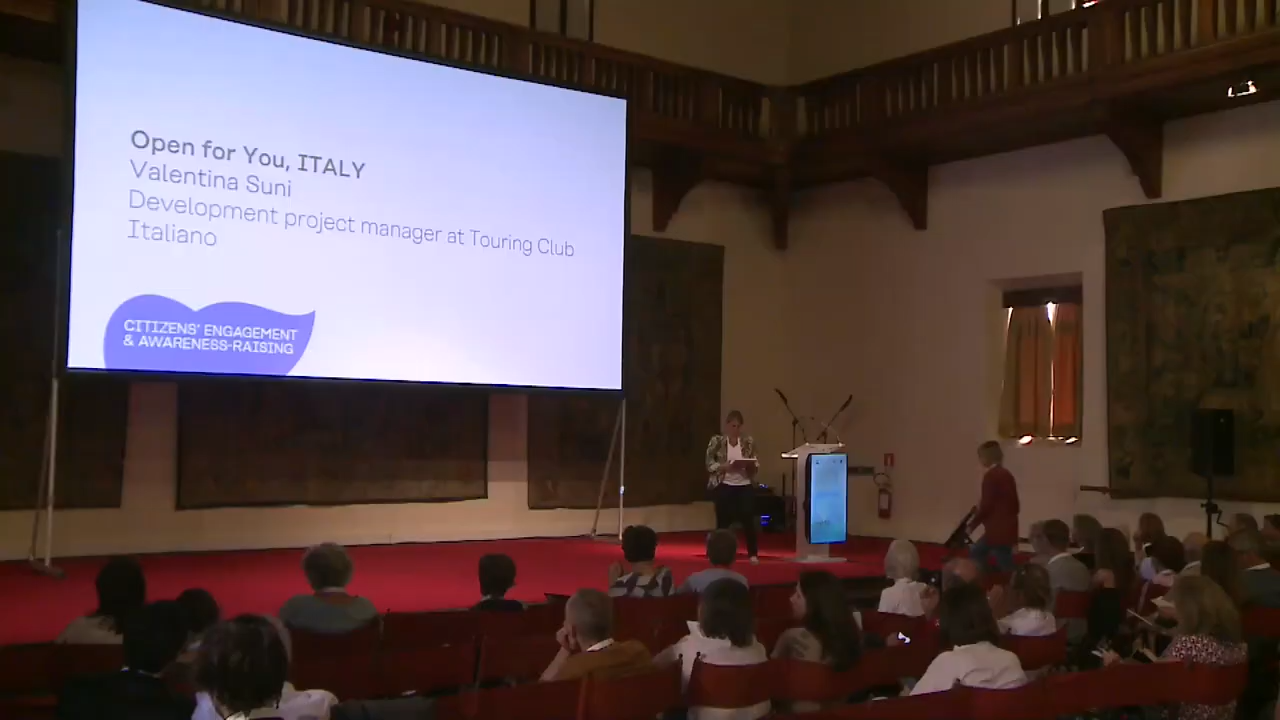 Open for You, ITALY
Valentina Suni
Development project manager at Touring Club
Italiano
CITIZENS' ENGAGEMENT
& AWARENESS-RAISING